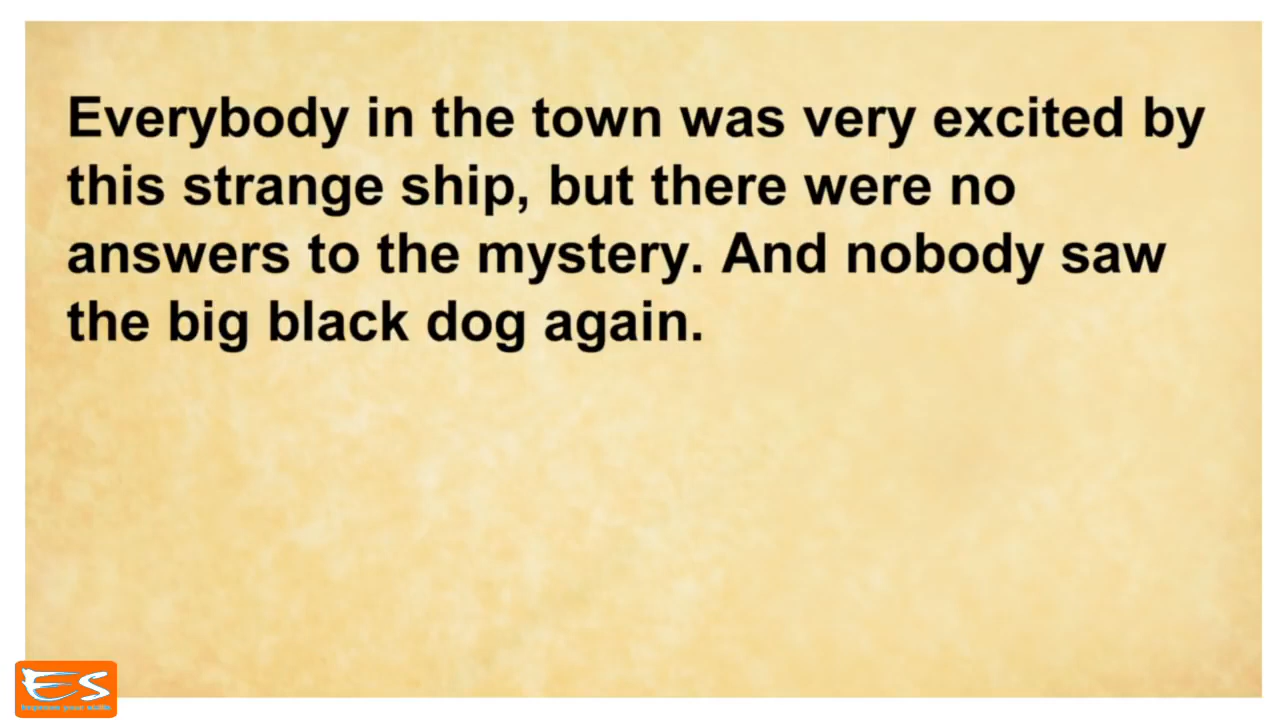 Everybody in the town was very excited by
this strange ship, but there were no
answers to the mystery. And nobody saw
the big black dog again.
ES